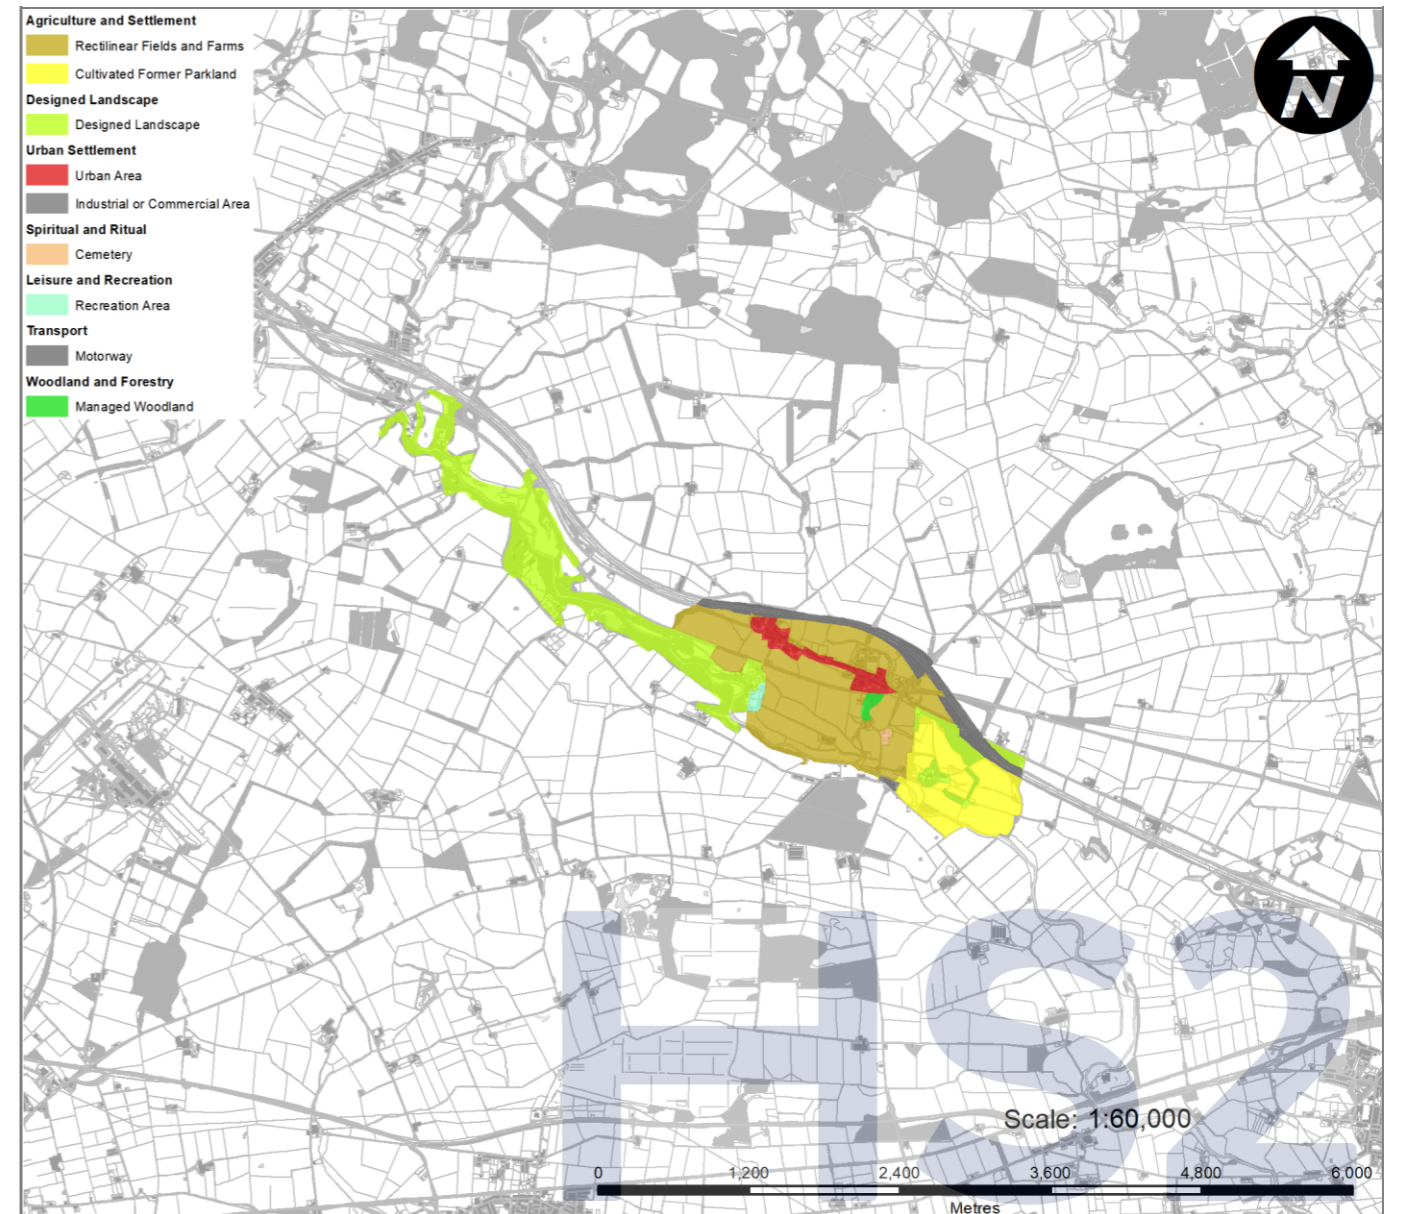 Agriculture and Settlement
Rectilinear Fields and Farms
Cultivated Former Parkland
Designed Landscape
Designed Landscape
Urban Settlement
Urban Area
Industrial or Commercial Area
Spiritual and Ritual
Cemetery
Leisure and Recreation
Recreation Area
Transport
Motorway
Woodland and Forestry
Managed Woodland
N
HS2
Scale: 1:60,000
0 1,200 2,400 3,600 4,800 6,000
Metres